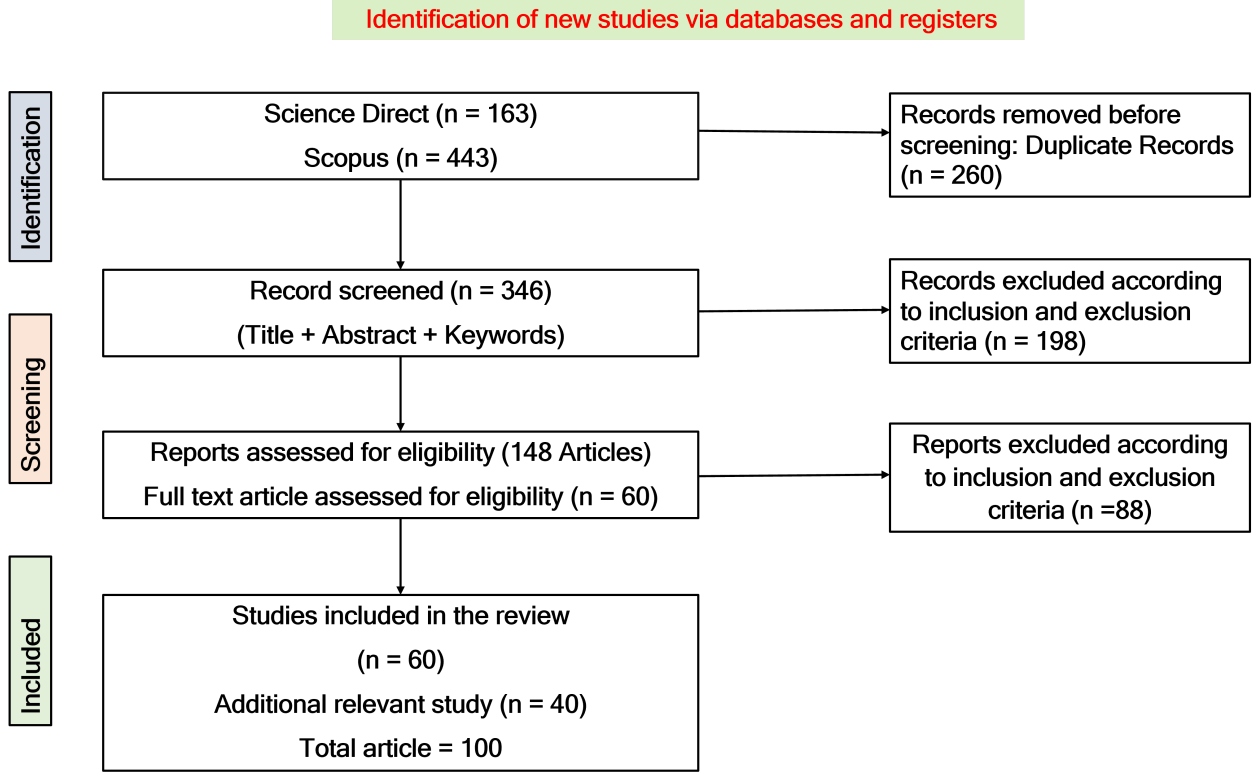 Identification of new studies via databases and registers
Identification
Science Direct (n = 163)
Scopus (n = 443)
Records removed before
screening: Duplicate Records
(n = 260)
Screening
Record screened (n = 346)
(Title + Abstract + Keywords)
Records excluded according
to inclusion and exclusion
criteria (n = 198)
Reports assessed for eligibility (148 Articles)
Full text article assessed for eligibility (n = 60)
Reports excluded according
to inclusion and exclusion
criteria (n =88)
Included
Studies included in the review
(n = 60)
Additional relevant study (n = 40)
Total article = 100